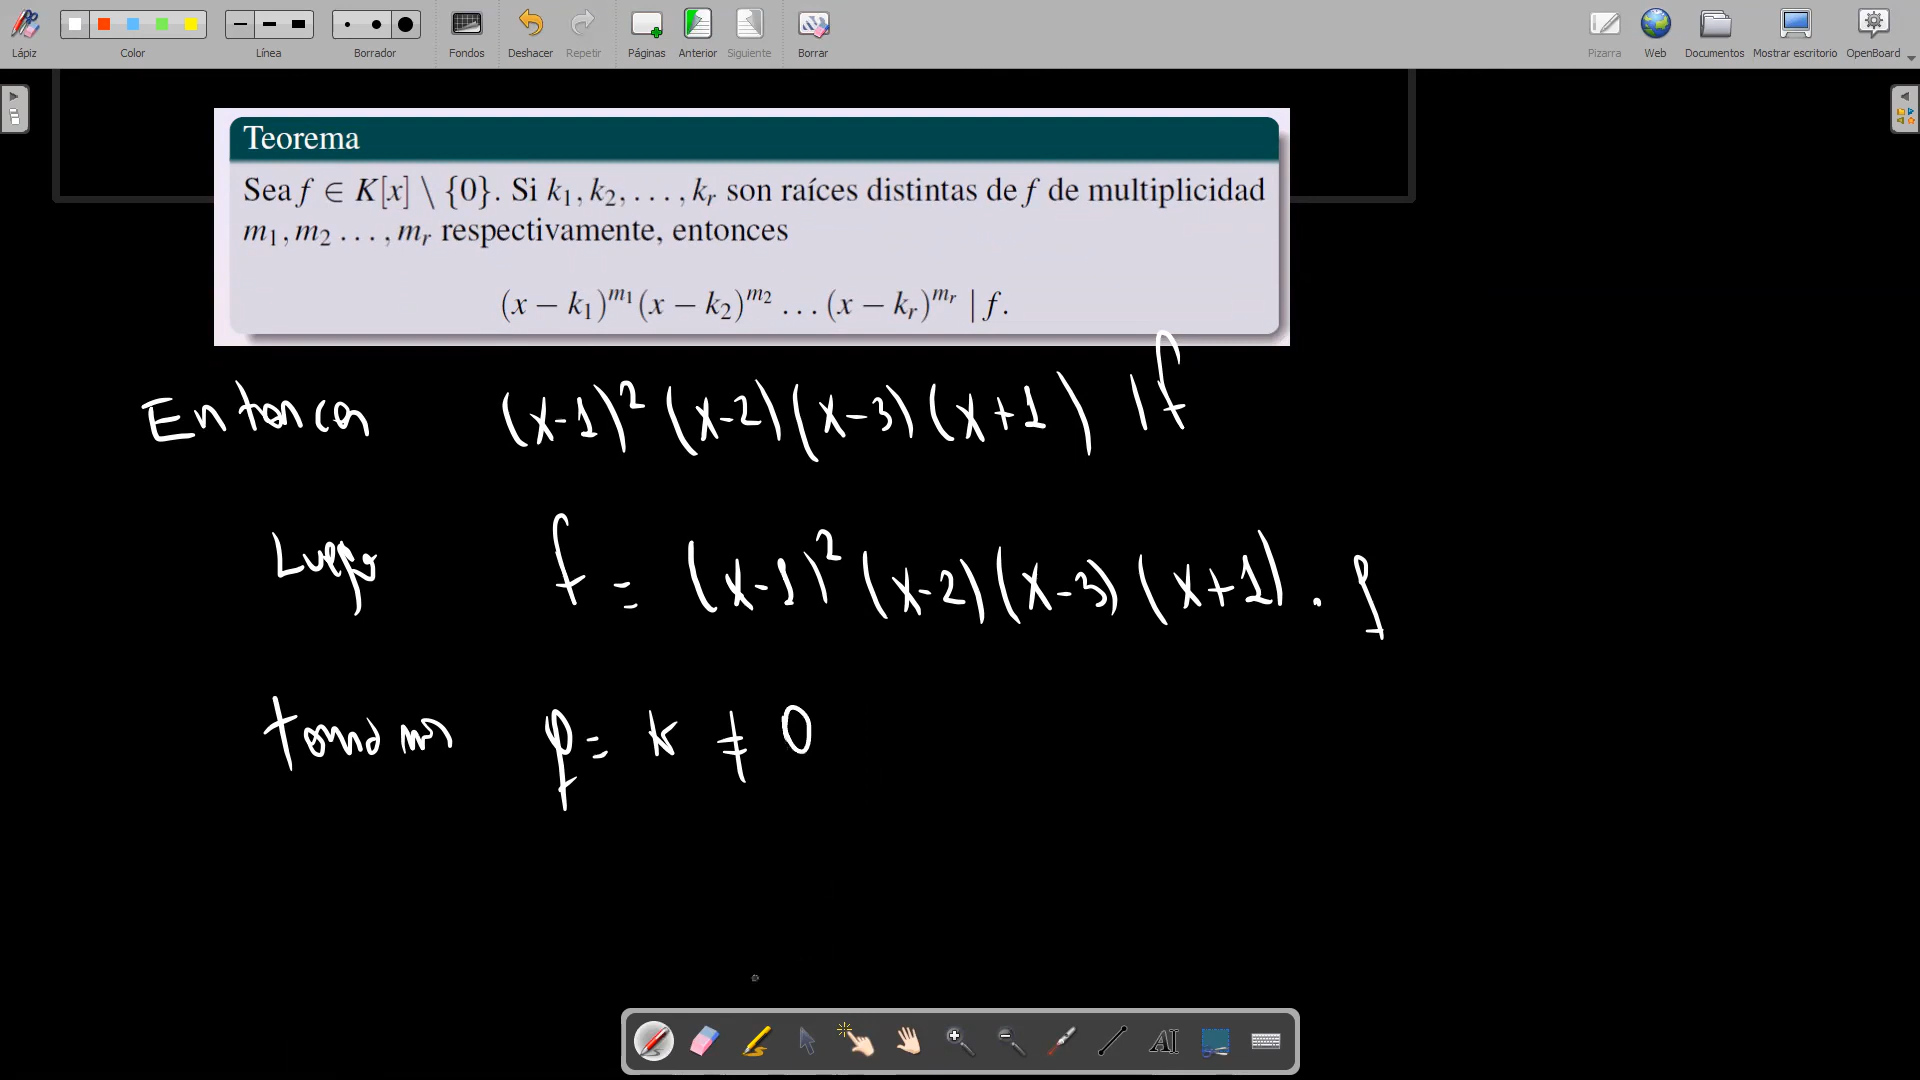 Lápiz Color Línea Borrador Fondos Deshacer Repetir Páginas Anterior Siguiente Borrar Pizarra Web Documentos Mostrar escritorio OpenBoard
Teorema
Sea f ∈ K[x] \ {0}. Si k₁, k₂, . . . , kᵣ son raíces distintas de f de multiplicidad
m₁, m₂ . . . , mᵣ respectivamente, entonces
(x − k₁)^{m₁}(x − k₂)^{m₂} . . . (x − kᵣ)^{mᵣ} | f.
Entonces (x-1)² (x-2) (x-3) (x+1) | f
Luego f = (x-1)² (x-2) (x-3) (x+1) . q
tomamos q = k ≠ 0
AI